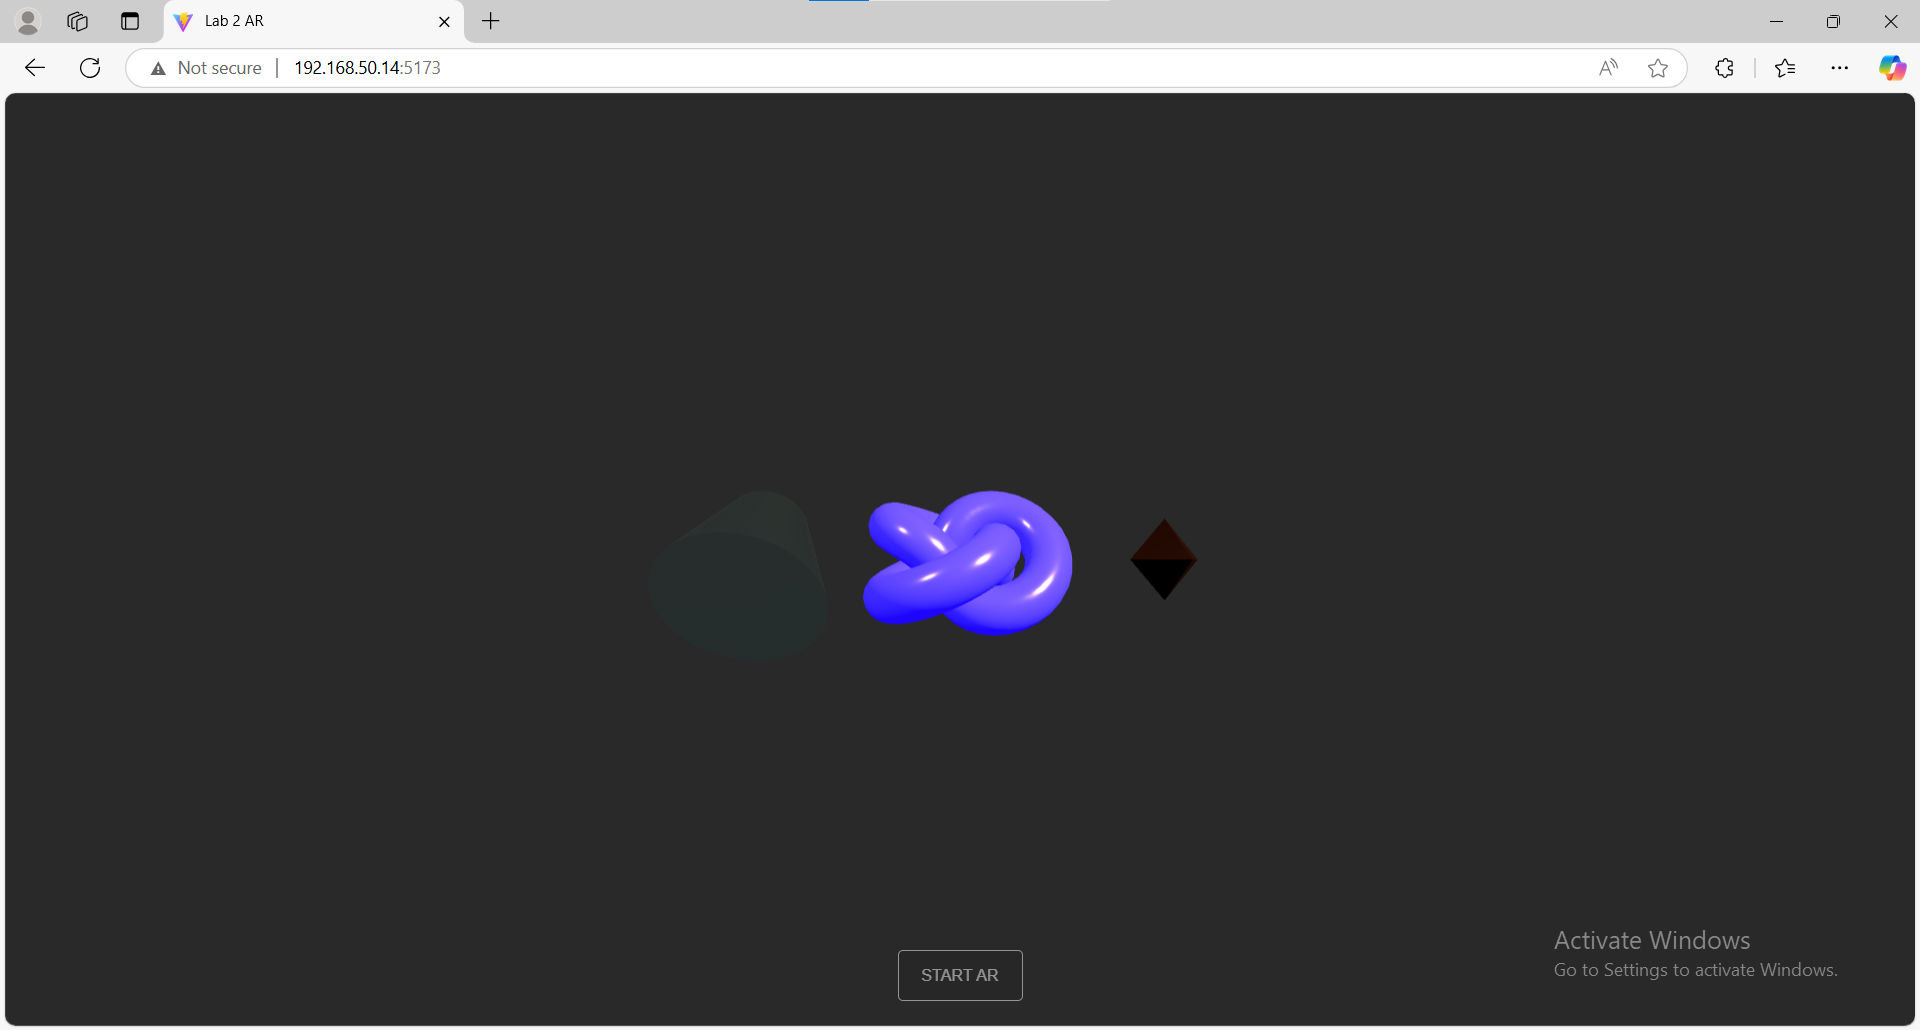 Lab 2 AR
Not secure
192.168.50.14:5173
START AR
Activate Windows
Go to Settings to activate Windows.